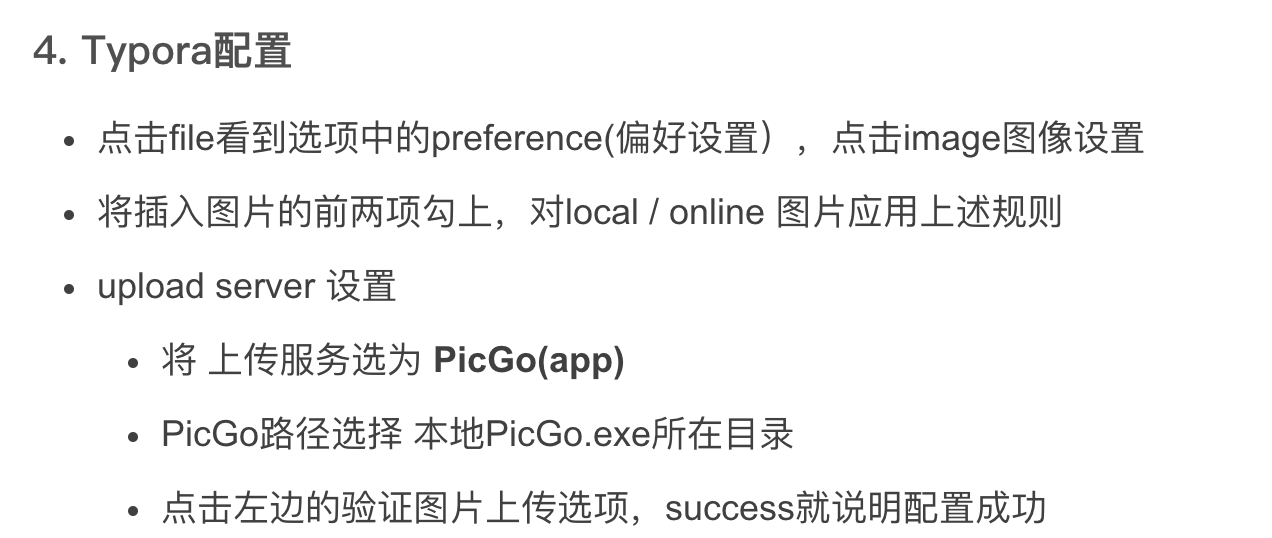 4. Typora配置
点击file看到选项中的preference(偏好设置），点击image图像设置
将插入图片的前两项勾上，对local / online 图片应用上述规则
upload server 设置
将 上传服务选为 PicGo(app)
PicGo路径选择 本地PicGo.exe所在目录
点击左边的验证图片上传选项，success就说明配置成功